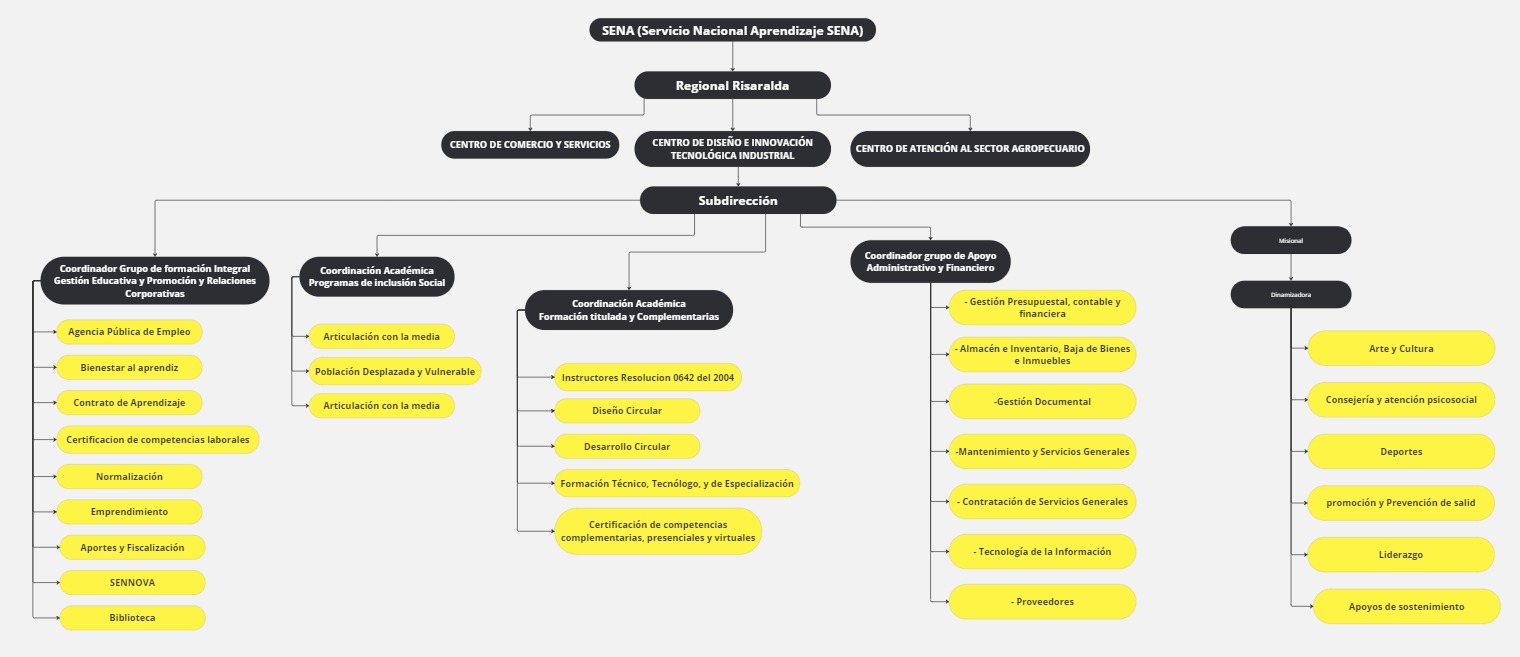 SENA (Servicio Nacional Aprendizaje SENA)
Regional Risaralda
CENTRO DE COMERCIO Y SERVICIOS
CENTRO DE DISEÑO E INNOVACIÓN
TECNOLÓGICA INDUSTRIAL
CENTRO DE ATENCIÓN AL SECTOR AGROPECUARIO
Subdirección
Coordinador Grupo de formación Integral
Gestión Educativa y Promoción y Relaciones
Corporativas
Agencia Pública de Empleo
Bienestar al aprendiz
Contrato de Aprendizaje
Certificacion de competencias laborales
Normalización
Emprendimiento
Aportes y Fiscalización
SENNOVA
Biblioteca
Coordinación Académica
Programas de inclusión Social
Articulación con la media
Población Desplazada y Vulnerable
Articulación con la media
Coordinación Académica
Formación titulada y Complementarias
Instructores Resolucion 0642 del 2004
Diseño Circular
Desarrollo Circular
Formación Técnico, Tecnólogo, y de Especialización
Certificación de competencias
complementarias, presenciales y virtuales
Coordinador grupo de Apoyo
Administrativo y Financiero
- Gestión Presupuestal, contable y
financiera
- Almacén e Inventario, Baja de Bienes
e Inmuebles
-Gestión Documental
-Mantenimiento y Servicios Generales
- Contratación de Servicios Generales
- Tecnología de la Información
- Proveedores
Misional
Dinamizadora
Arte y Cultura
Consejería y atención psicosocial
Deportes
promoción y Prevención de salid
Liderazgo
Apoyos de sostenimiento